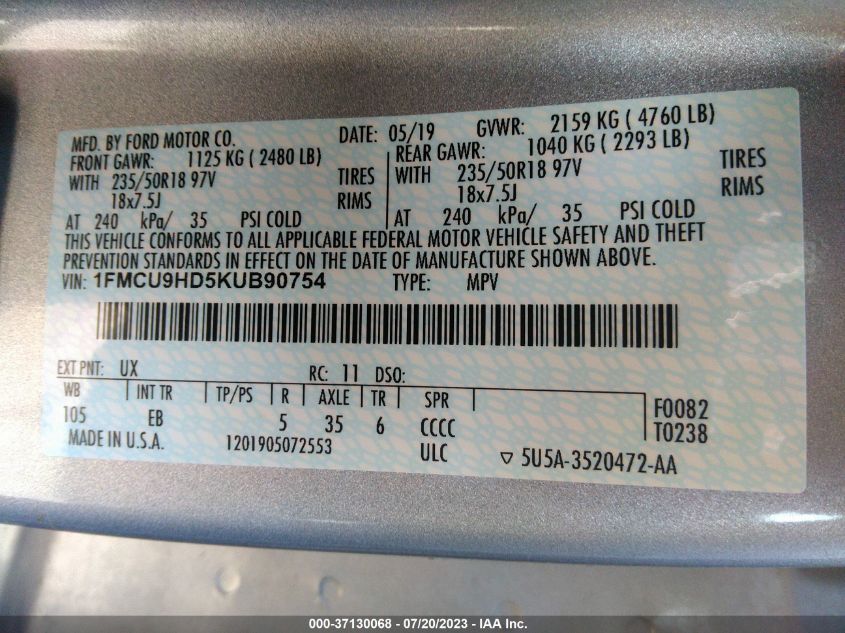 MFD. BY FORD MOTOR CO. DATE: 05/19 GVWR: 2159 KG ( 4760 LB)
FRONT GAWR: 1125 KG ( 2480 LB) REAR GAWR: 1040 KG ( 2293 LB)
WITH 235/50R18 97V TIRES WITH 235/50R18 97V TIRES
18x7.5J RIMS 18x7.5J RIMS
AT 240 kPa/ 35 PSI COLD AT 240 kPa/ 35 PSI COLD
THIS VEHICLE CONFORMS TO ALL APPLICABLE FEDERAL MOTOR VEHICLE SAFETY AND THEFT
PREVENTION STANDARDS IN EFFECT ON THE DATE OF MANUFACTURE SHOWN ABOVE.
VIN: 1FMCU9HD5KUB90754 TYPE: MPV
EXT PNT: UX RC: 11 DSO:
WB INT TR TP/PS R AXLE TR SPR
105 EB 5 35 6 CCCC
F0082
T0238
MADE IN U.S.A. 1201905072553 ULC ▽ 5U5A-3520472-AA
000-37130068 - 07/20/2023 - IAA Inc.